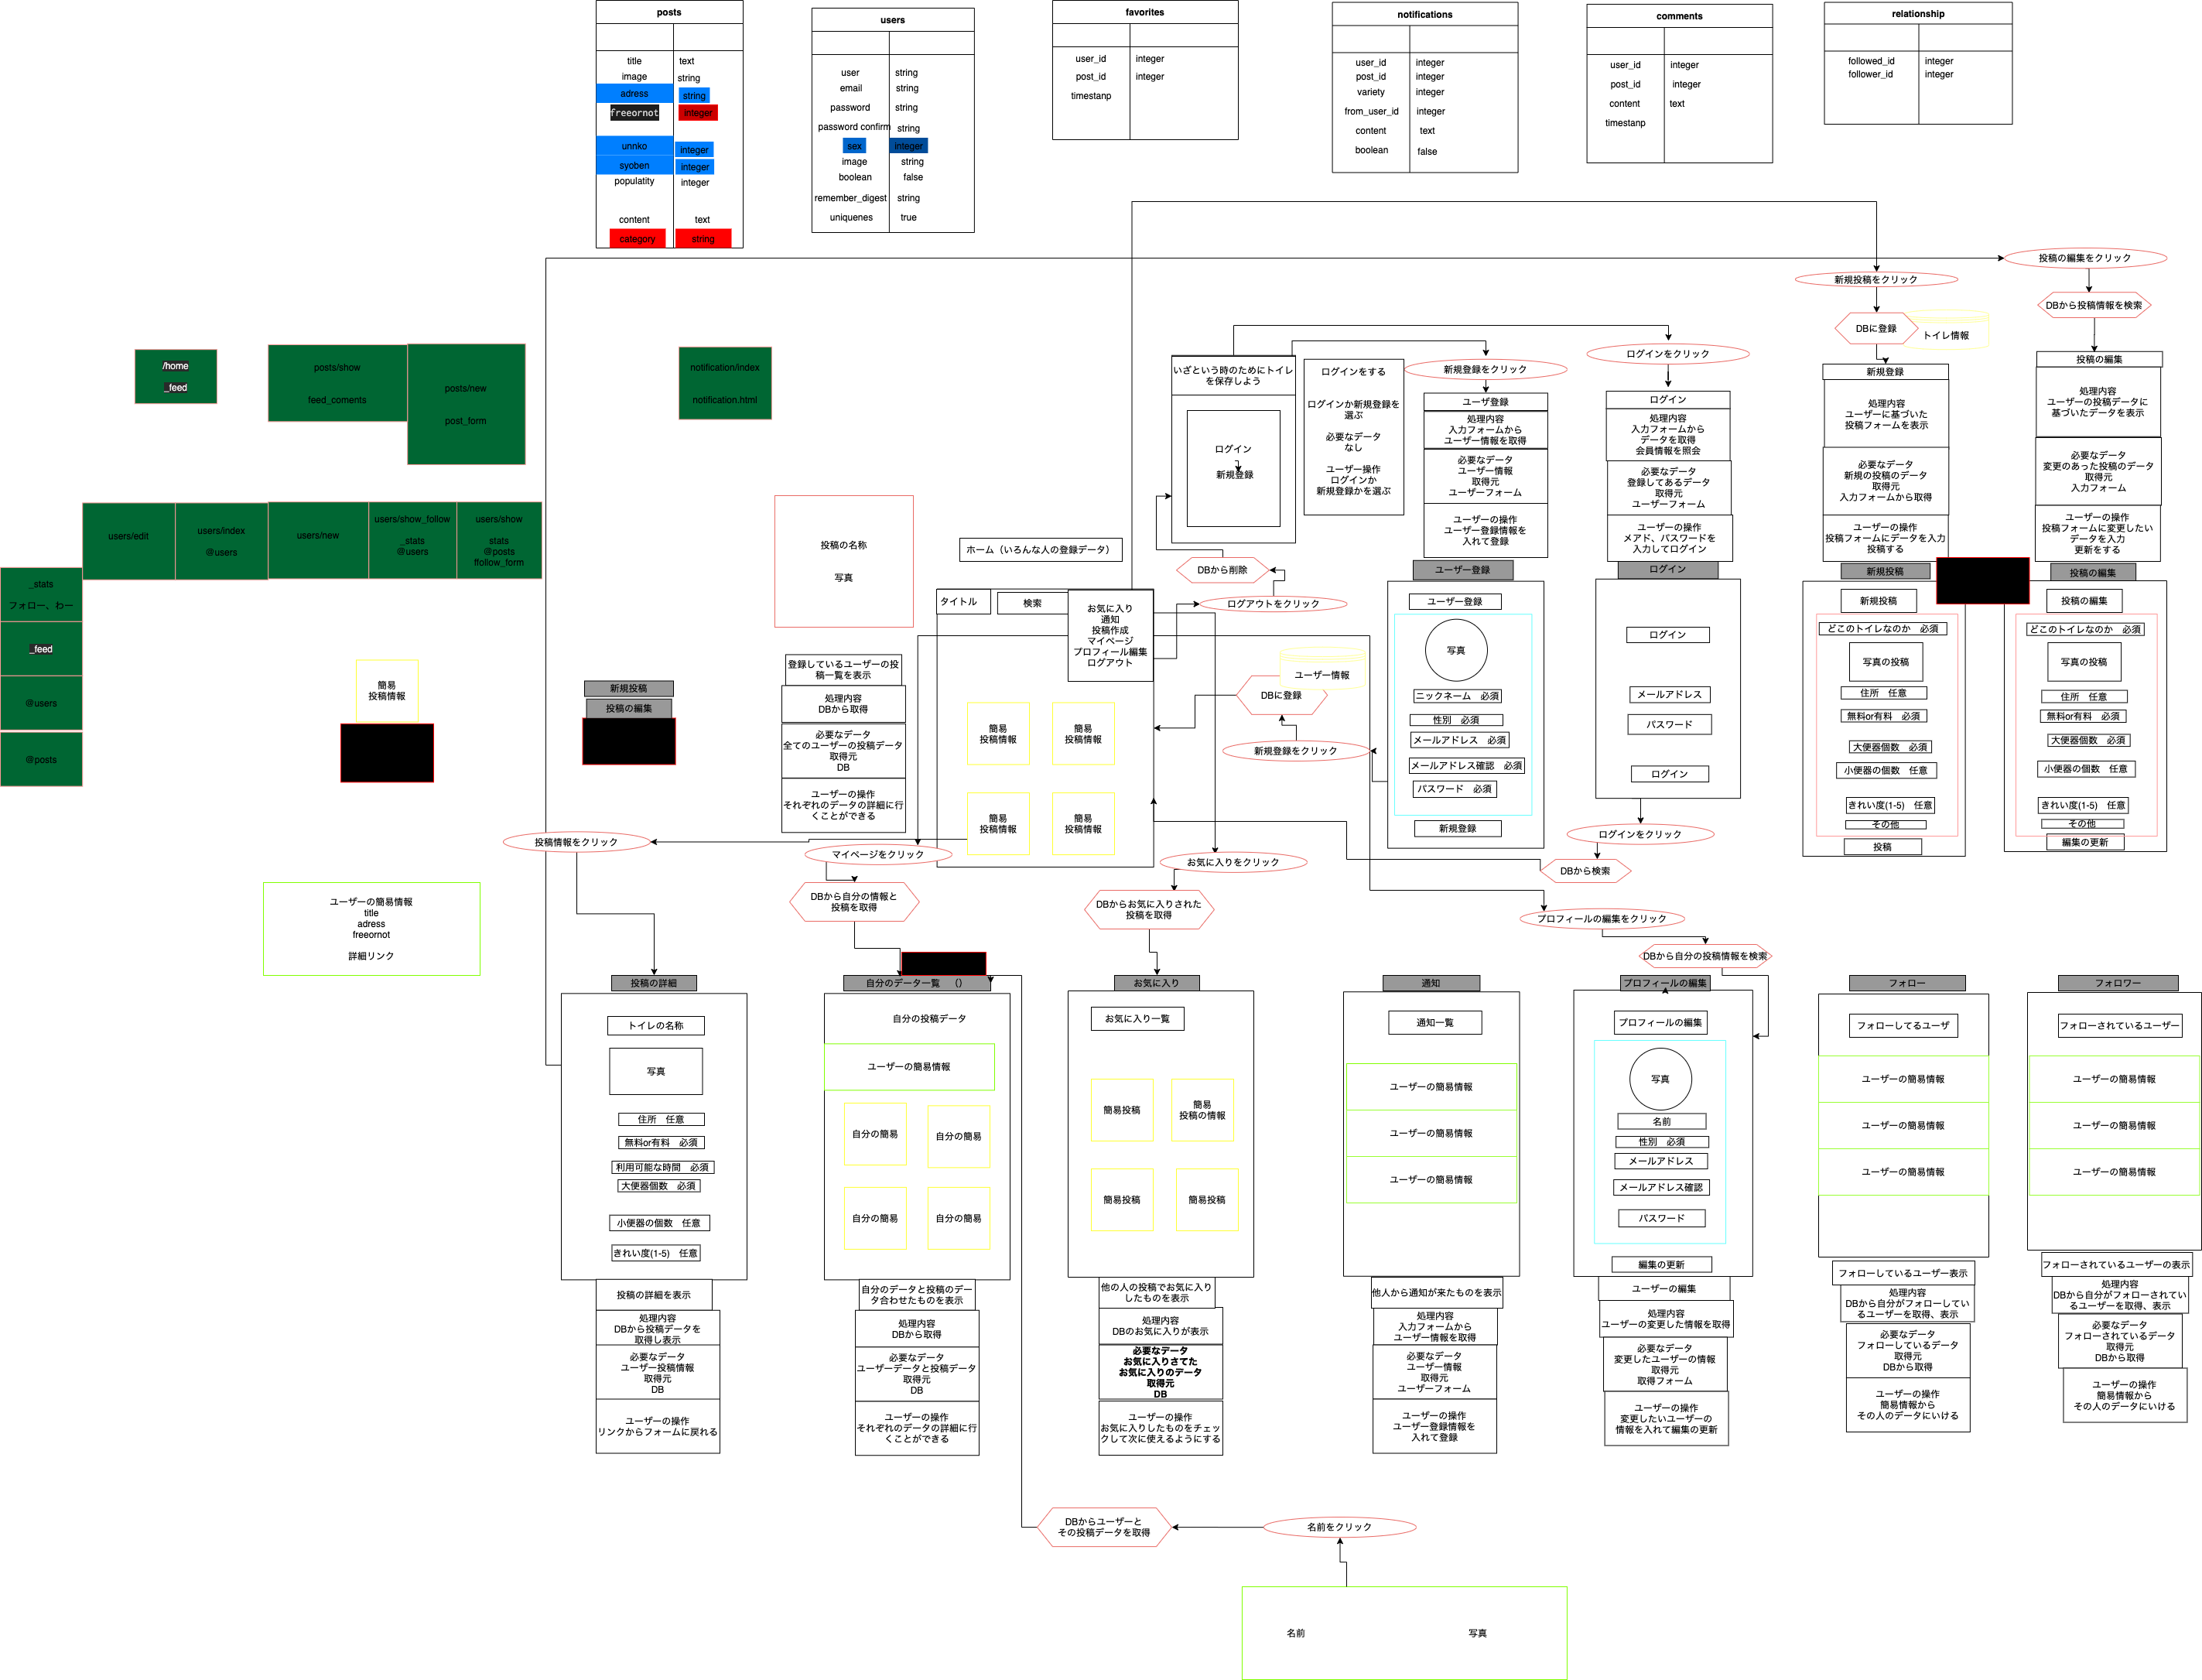 posts
title text
image string
adress string
freeornot integer
unnko integer
syoben integer
populatity integer
content text
category string
users
user string
email string
password string
password confirm string
sex integer
image string
boolean false
remember_digest string
uniquenes true
favorites
user_id integer
post_id integer
timestanp
notifications
user_id integer
post_id integer
variety integer
from_user_id integer
content text
boolean false
comments
user_id integer
post_id integer
content text
timestanp
relationship
followed_id integer
follower_id integer
投稿の編集をクリック
新規投稿をクリック
DBから投稿情報を検索
DBに登録
トイレ情報
/home
_feed
posts/show
feed_coments
posts/new
post_form
notification/index
notification.html
users/edit
users/index
@users
users/new
users/show_follow
_stats
@users
users/show
stats
@posts
ffollow_form
_stats
フォロー、わー
_feed
@users
@posts
簡易
投稿情報
新規投稿
投稿の編集
投稿の名称
写真
登録しているユーザーの投
稿一覧を表示
処理内容
DBから取得
必要なデータ
全てのユーザーの投稿データ
取得元
DB
ユーザーの操作
それぞれのデータの詳細に行
くことができる
ホーム（いろんな人の登録データ）
タイトル
検索
お気に入り
通知
投稿作成
マイページ
プロフィール編集
ログアウト
簡易
投稿情報
簡易
投稿情報
簡易
投稿情報
簡易
投稿情報
いざという時のためにトイレ
を保存しよう
ログイン
新規登録
ログインをする
ログインか新規登録を
選ぶ
必要なデータ
なし
ユーザー操作
ログインか
新規登録かを選ぶ
DBから削除
ログアウトをクリック
新規登録をクリック
ユーザ登録
処理内容
入力フォームから
ユーザー情報を取得
必要なデータ
ユーザー情報
取得元
ユーザーフォーム
ユーザーの操作
ユーザー登録情報を
入れて登録
ユーザー登録
ユーザー登録
写真
ニックネーム　必須
性別　必須
メールアドレス　必須
メールアドレス確認　必須
パスワード　必須
新規登録
ユーザー情報
DBに登録
新規登録をクリック
ログインをクリック
ログイン
処理内容
入力フォームから
データを取得
会員情報を照会
必要なデータ
登録してあるデータ
取得元
ユーザーフォーム
ユーザーの操作
メアド、パスワードを
入力してログイン
ログイン
ログイン
メールアドレス
パスワード
ログイン
ログインをクリック
DBから検索
新規登録
処理内容
ユーザーに基づいた
投稿フォームを表示
必要なデータ
新規の投稿のデータ
取得元
入力フォームから取得
ユーザーの操作
投稿フォームにデータを入力
投稿する
新規投稿
新規投稿
どこのトイレなのか　必須
写真の投稿
住所　任意
無料or有料　必須
大便器個数　必須
小便器の個数　任意
きれい度(1-5)　任意
その他
投稿
投稿の編集
処理内容
ユーザーの投稿データに
基づいたデータを表示
必要なデータ
変更のあった投稿のデータ
取得元
入力フォーム
ユーザーの操作
投稿フォームに変更したい
データを入力
更新をする
投稿の編集
投稿の編集
どこのトイレなのか　必須
写真の投稿
住所　任意
無料or有料　必須
大便器個数　必須
小便器の個数　任意
きれい度(1-5)　任意
その他
編集の更新
投稿情報をクリック
マイページをクリック
お気に入りをクリック
DBから自分の情報と
投稿を取得
DBからお気に入りされた
投稿を取得
プロフィールの編集をクリック
DBから自分の投稿情報を検索
ユーザーの簡易情報
title
adress
freeornot
詳細リンク
投稿の詳細
トイレの名称
写真
住所　任意
無料or有料　必須
利用可能な時間　必須
大便器個数　必須
小便器の個数　任意
きれい度(1-5)　任意
投稿の詳細を表示
処理内容
DBから投稿データを
取得し表示
必要なデータ
ユーザー投稿情報
取得元
DB
ユーザーの操作
リンクからフォームに戻れる
自分のデータ一覧　（）
自分の投稿データ
ユーザーの簡易情報
自分の簡易
自分の簡易
自分の簡易
自分の簡易
自分のデータと投稿のデー
タ合わせたものを表示
処理内容
DBから取得
必要なデータ
ユーザーデータと投稿データ
取得元
DB
ユーザーの操作
それぞれのデータの詳細に行
くことができる
お気に入り
お気に入り一覧
簡易投稿
簡易
投稿の情報
簡易投稿
簡易投稿
他の人の投稿でお気に入り
したものを表示
処理内容
DBのお気に入りが表示
必要なデータ
お気に入りさてた
お気に入りのデータ
取得元
DB
ユーザーの操作
お気に入りしたものをチェッ
クして次に使えるようにする
通知
通知一覧
ユーザーの簡易情報
ユーザーの簡易情報
ユーザーの簡易情報
他人から通知が来たものを表示
処理内容
入力フォームから
ユーザー情報を取得
必要なデータ
ユーザー情報
取得元
ユーザーフォーム
ユーザーの操作
ユーザー登録情報を
入れて登録
プロフィールの編集
プロフィールの編集
写真
名前
性別　必須
メールアドレス
メールアドレス確認
パスワード
編集の更新
ユーザーの編集
処理内容
ユーザーの変更した情報を取得
必要なデータ
変更したユーザーの情報
取得元
取得フォーム
ユーザーの操作
変更したいユーザーの
情報を入れて編集の更新
フォロー
フォローしてるユーザ
ユーザーの簡易情報
ユーザーの簡易情報
ユーザーの簡易情報
フォローしているユーザー表示
処理内容
DBから自分がフォローしてい
るユーザーを取得、表示
必要なデータ
フォローしているデータ
取得元
DBから取得
ユーザーの操作
簡易情報から
その人のデータにいける
フォロワー
フォローされているユーザー
ユーザーの簡易情報
ユーザーの簡易情報
ユーザーの簡易情報
フォローされているユーザーの表示
処理内容
DBから自分がフォローされてい
るユーザーを取得、表示
必要なデータ
フォローされているデータ
取得元
DBから取得
ユーザーの操作
簡易情報から
その人のデータにいける
DBからユーザーと
その投稿データを取得
名前をクリック
名前
写真